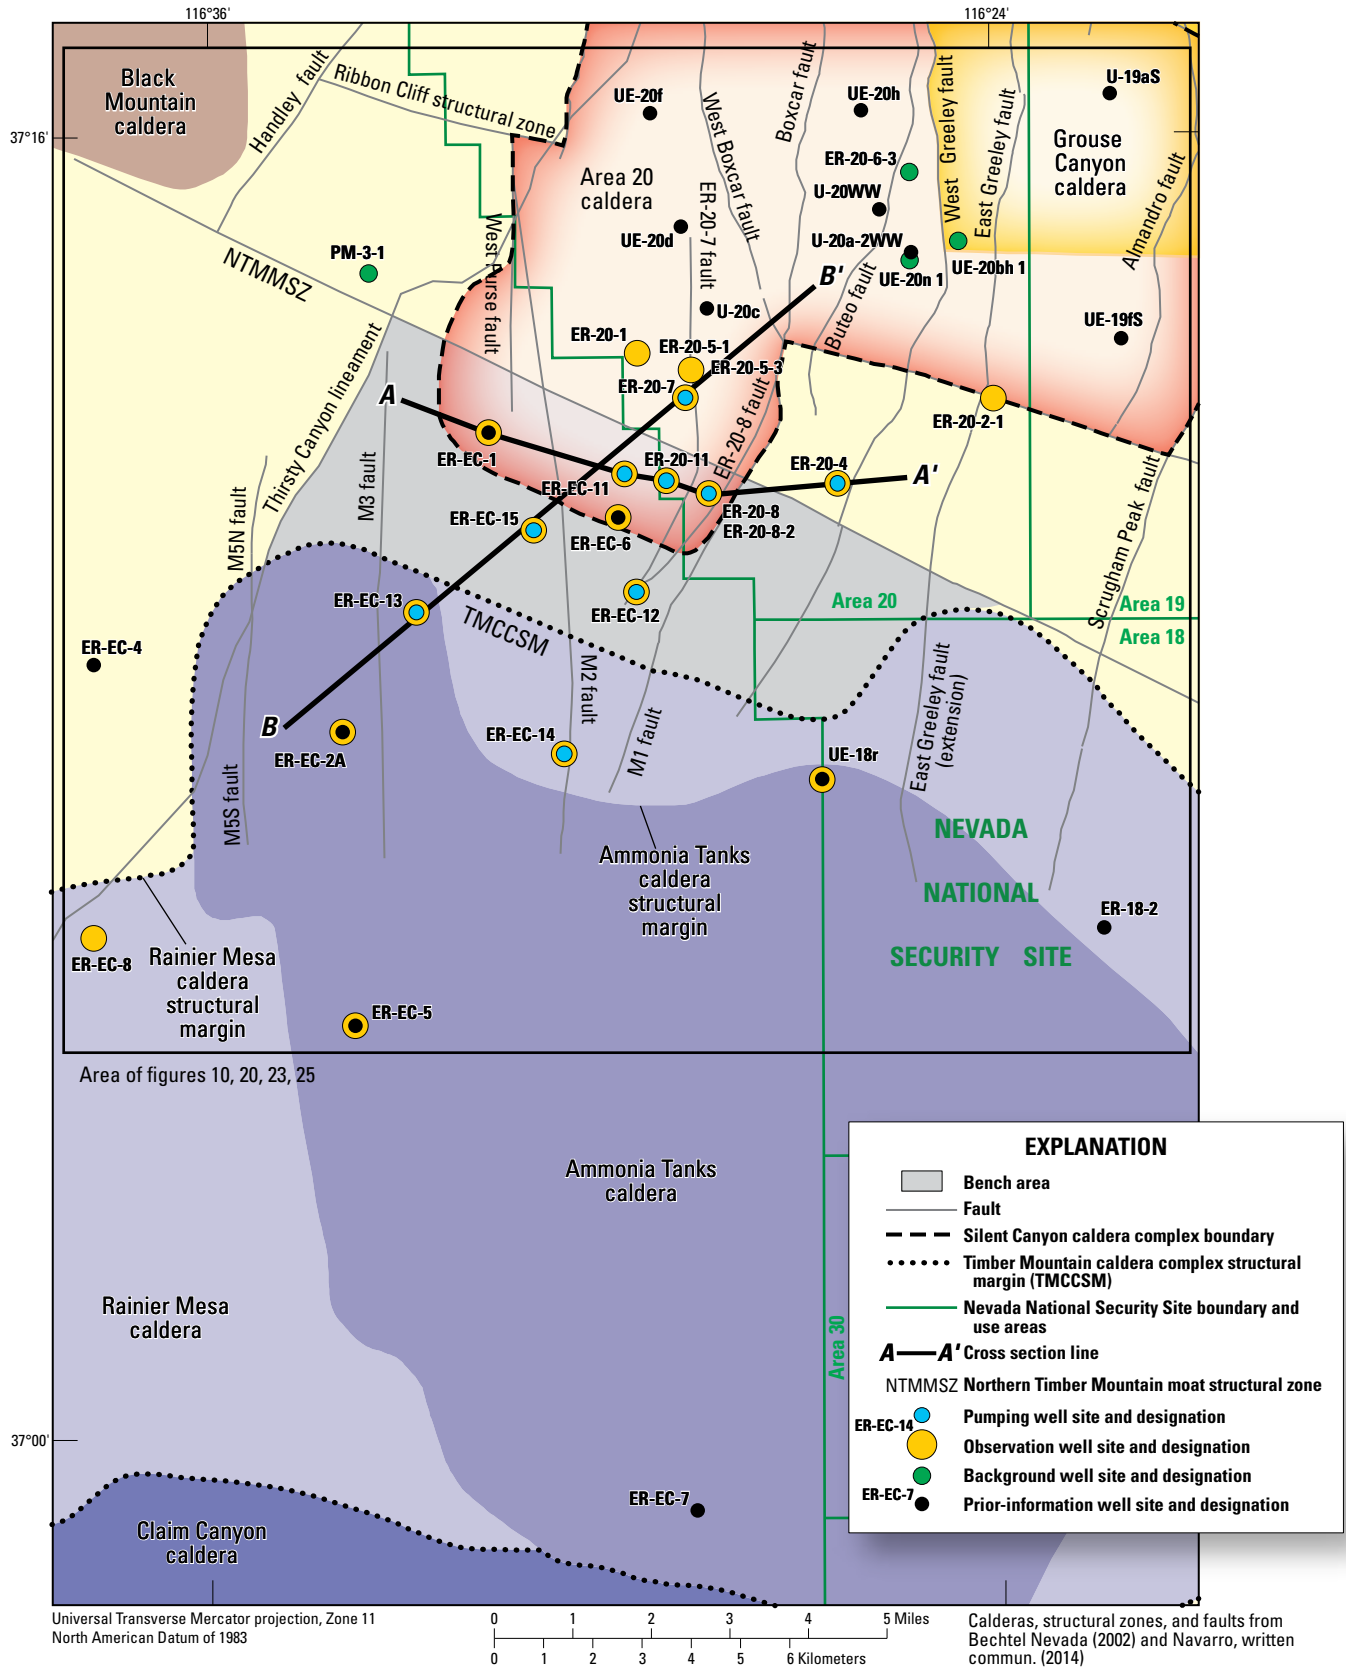 116°36'
116°24'
37°16'
37°00'
Black
Mountain
caldera
Handley fault
Ribbon Cliff structural zone
UE-20f
West Boxcar fault
Boxcar fault
UE-20h
West Greeley fault
East Greeley fault
U-19aS
Grouse
Canyon
caldera
Almandro fault
ER-20-6-3
Area 20
caldera
U-20WW
UE-20d
ER-20-7 fault
U-20a-2WW
UE-20n 1
UE-20bh 1
West Purse fault
PM-3-1
NTMMSZ
B'
Buteo fault
U-20c
UE-19fS
ER-20-1
ER-20-5-1
ER-20-5-3
ER-20-7
Thirsty Canyon lineament
A
ER-20-8 fault
ER-20-2-1
ER-EC-1
ER-20-11
ER-20-4
A'
M3 fault
ER-EC-11
M5N fault
ER-EC-15
ER-20-8
ER-20-8-2
ER-EC-6
Scrugham Peak fault
ER-EC-13
ER-EC-12
TMCCSM
Area 20
Area 19
Area 18
ER-EC-4
M2 fault
East Greeley fault
(extension)
B
ER-EC-2A
ER-EC-14
M1 fault
UE-18r
M5S fault
Ammonia Tanks
caldera
structural
margin
NEVADA
NATIONAL
SECURITY SITE
ER-18-2
ER-EC-8
Rainier Mesa
caldera
structural
margin
ER-EC-5
Area of figures 10, 20, 23, 25
Ammonia Tanks
caldera
Rainier Mesa
caldera
Area 30
ER-EC-7
Claim Canyon
caldera
EXPLANATION
Bench area
Fault
Silent Canyon caldera complex boundary
Timber Mountain caldera complex structural
margin (TMCCSM)
Nevada National Security Site boundary and
use areas
A A' Cross section line
NTMMSZ Northern Timber Mountain moat structural zone
ER-EC-14
Pumping well site and designation
Observation well site and designation
Background well site and designation
ER-EC-7
Prior-information well site and designation
Universal Transverse Mercator projection, Zone 11
North American Datum of 1983
0 1 2 3 4 5 Miles
0 1 2 3 4 5 6 Kilometers
Calderas, structural zones, and faults from
Bechtel Nevada (2002) and Navarro, written
commun. (2014)